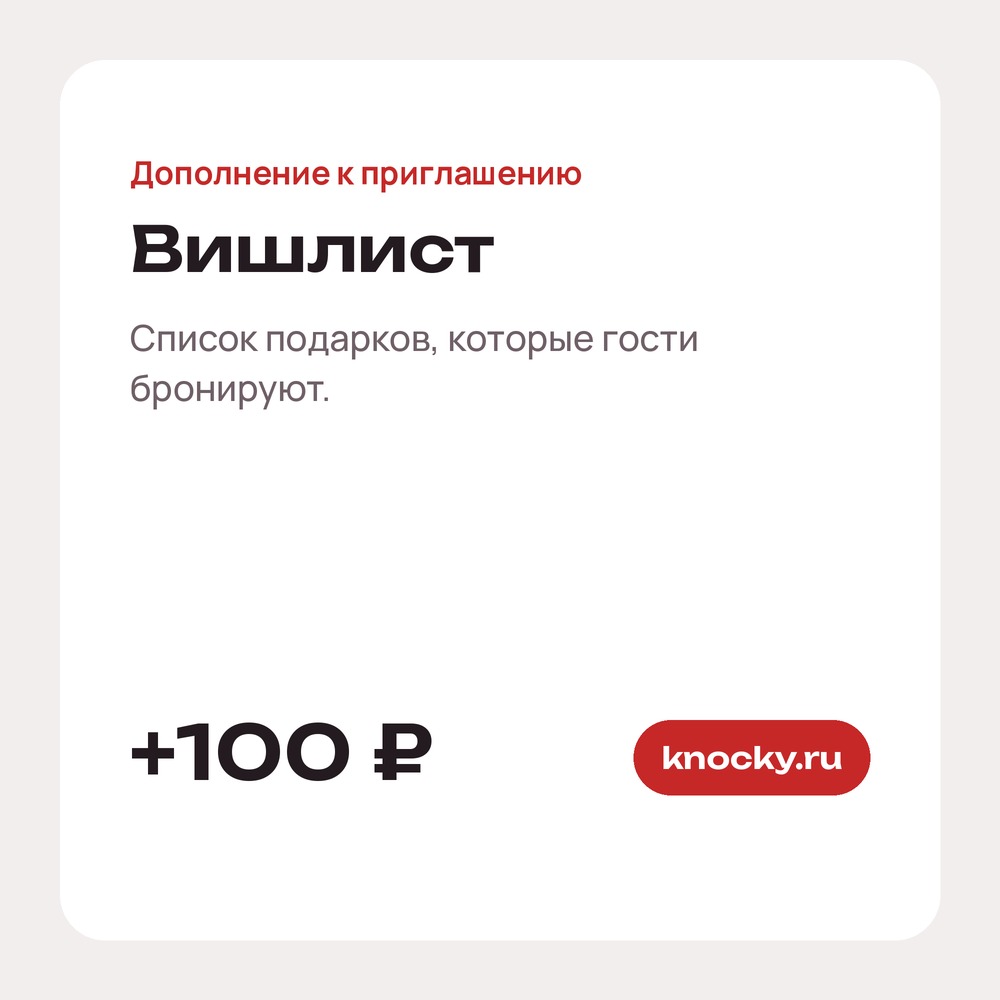 Дополнение к приглашению
Вишлист
Список подарков, которые гости
бронируют.
+100 ₽
knocky.ru